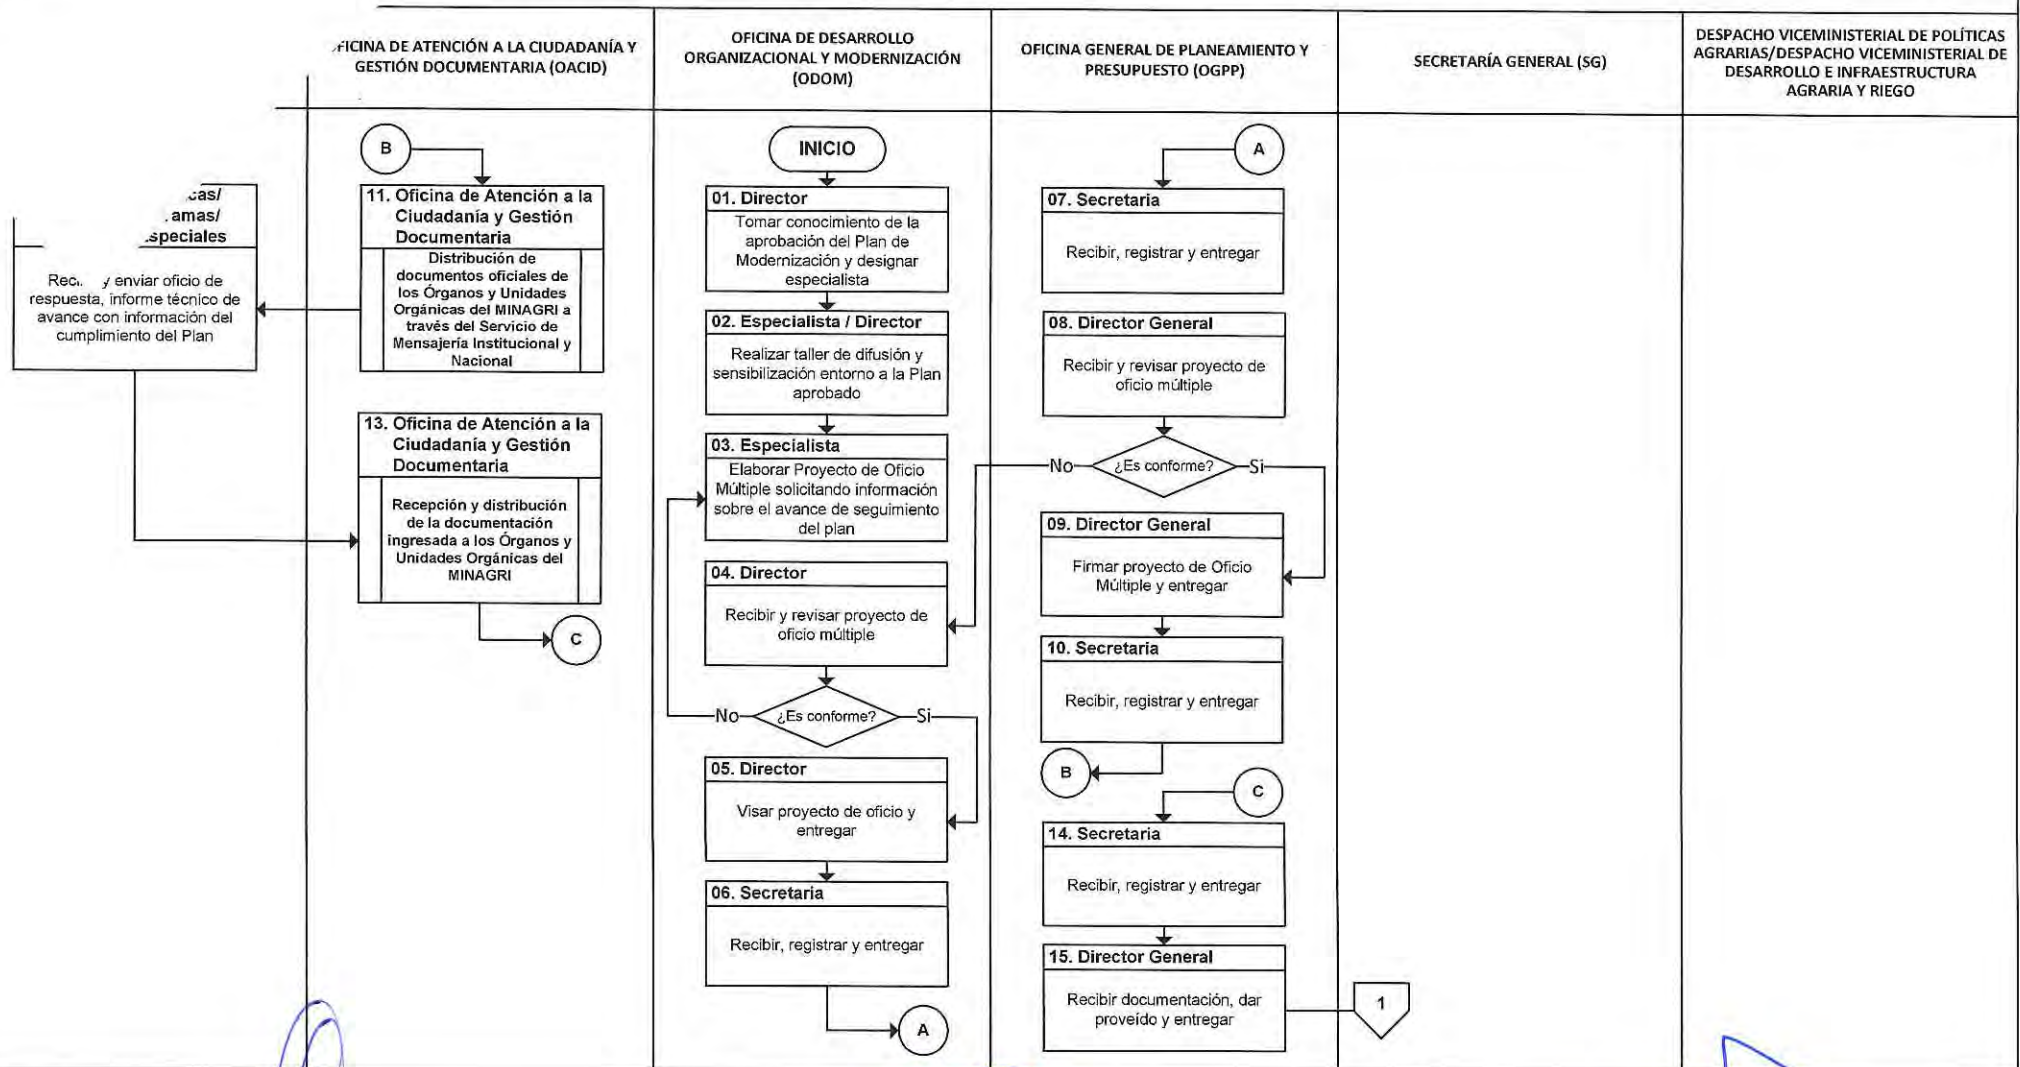 OFICINA DE ATENCIÓN A LA CIUDADANÍA Y
GESTIÓN DOCUMENTARIA (OACID)
OFICINA DE DESARROLLO
ORGANIZACIONAL Y MODERNIZACIÓN
(ODOM)
OFICINA GENERAL DE PLANEAMIENTO Y
PRESUPUESTO (OGPP)
SECRETARÍA GENERAL (SG)
DESPACHO VICEMINISTERIAL DE POLÍTICAS
AGRARIAS/DESPACHO VICEMINISTERIAL DE
DESARROLLO E INFRAESTRUCTURA
AGRARIA Y RIEGO
cas/
amas/
speciales
y enviar oficio de
respuesta, informe técnico de
avance con información del
cumplimiento del Plan
B
11. Oficina de Atención a la
Ciudadanía y Gestión
Documentaria
Distribución de
documentos oficiales de
los Órganos y Unidades
Orgánicas del MINAGRI a
través del Servicio de
Mensajería Institucional y
Nacional
13. Oficina de Atención a la
Ciudadanía y Gestión
Documentaria
Recepción y distribución
de la documentación
ingresada a los Órganos y
Unidades Orgánicas del
MINAGRI
C
INICIO
01. Director
Tomar conocimiento de la
aprobación del Plan de
Modernización y designar
especialista
02. Especialista / Director
Realizar taller de difusión y
sensibilización entorno a la Plan
aprobado
03. Especialista
Elaborar Proyecto de Oficio
Múltiple solicitando información
sobre el avance de seguimiento
del plan
04. Director
Recibir y revisar proyecto de
oficio múltiple
No
¿Es conforme?
Si
05. Director
Visar proyecto de oficio y
entregar
06. Secretaria
Recibir, registrar y entregar
A
A
07. Secretaria
Recibir, registrar y entregar
08. Director General
Recibir y revisar proyecto de
oficio múltiple
No
¿Es conforme?
Si
09. Director General
Firmar proyecto de Oficio
Múltiple y entregar
10. Secretaria
Recibir, registrar y entregar
B
C
14. Secretaria
Recibir, registrar y entregar
15. Director General
Recibir documentación, dar
proveído y entregar
1